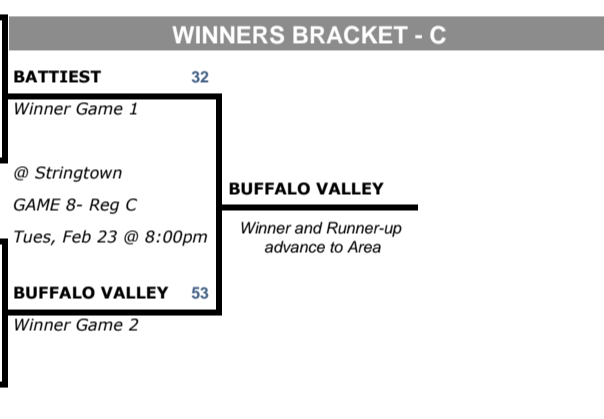 WINNERS BRACKET - C
BATTIEST 32
Winner Game 1
@ Stringtown
GAME 8- Reg C
Tues, Feb 23 @ 8:00pm
BUFFALO VALLEY 53
Winner Game 2
BUFFALO VALLEY
Winner and Runner-up
advance to Area